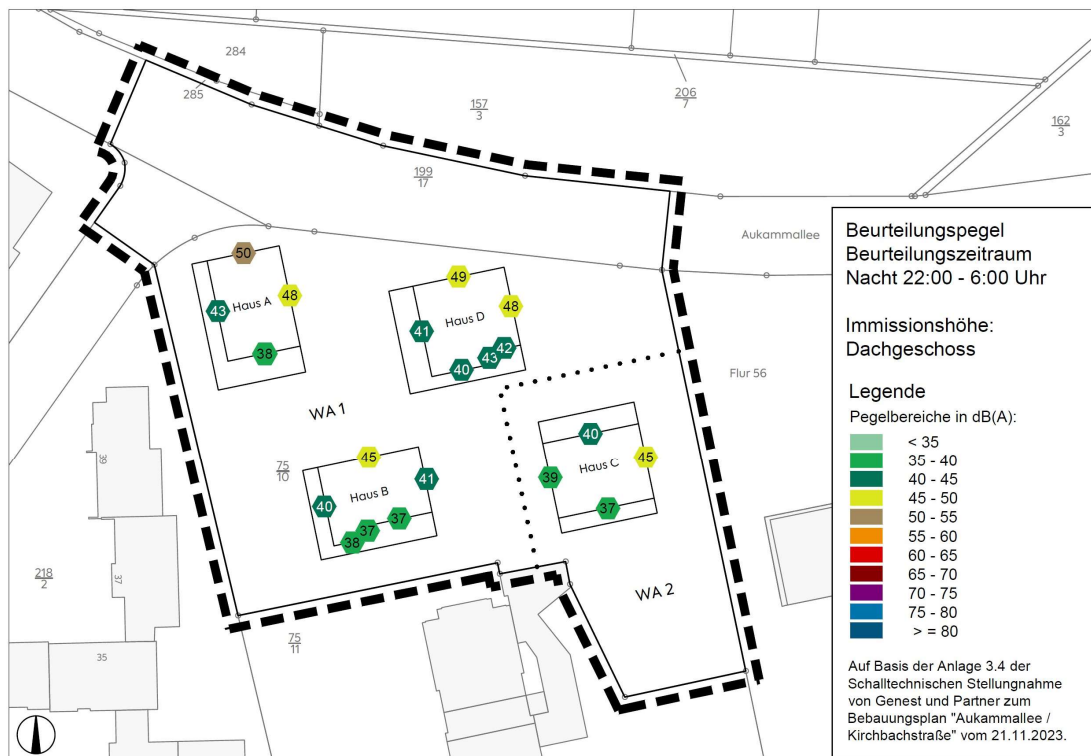 284
285
157
3
206
7
162
3
199
17
Aukammallee
Flur 56
50
43
Haus A
48
38
49
41
Haus D
48
42
43
40
WA 1
75
10
45
40
Haus B
41
37
37
38
40
39
Haus C
45
37
WA 2
39
37
218
2
35
75
11
Beurteilungspegel
Beurteilungszeitraum
Nacht 22:00 - 6:00 Uhr
Immissionshöhe:
Dachgeschoss
Legende
Pegelbereiche in dB(A):
< 35
35 - 40
40 - 45
45 - 50
50 - 55
55 - 60
60 - 65
65 - 70
70 - 75
75 - 80
> = 80
Auf Basis der Anlage 3.4 der
Schalltechnischen Stellungnahme
von Genest und Partner zum
Bebauungsplan "Aukammallee /
Kirchbachstraße" vom 21.11.2023.